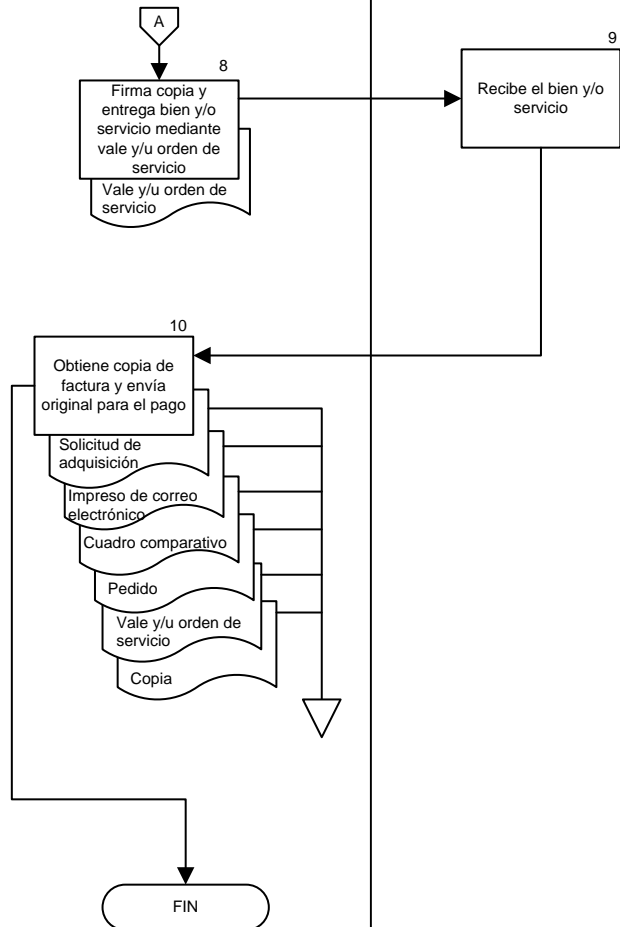 A
8
Firma copia y
entrega bien y/o
servicio mediante
vale y/u orden de
servicio
Vale y/u orden de
servicio
9
Recibe el bien y/o
servicio
10
Obtiene copia de
factura y envía
original para el pago
Solicitud de
adquisición
Impreso de correo
electrónico
Cuadro comparativo
Pedido
Vale y/u orden de
servicio
Copia
FIN